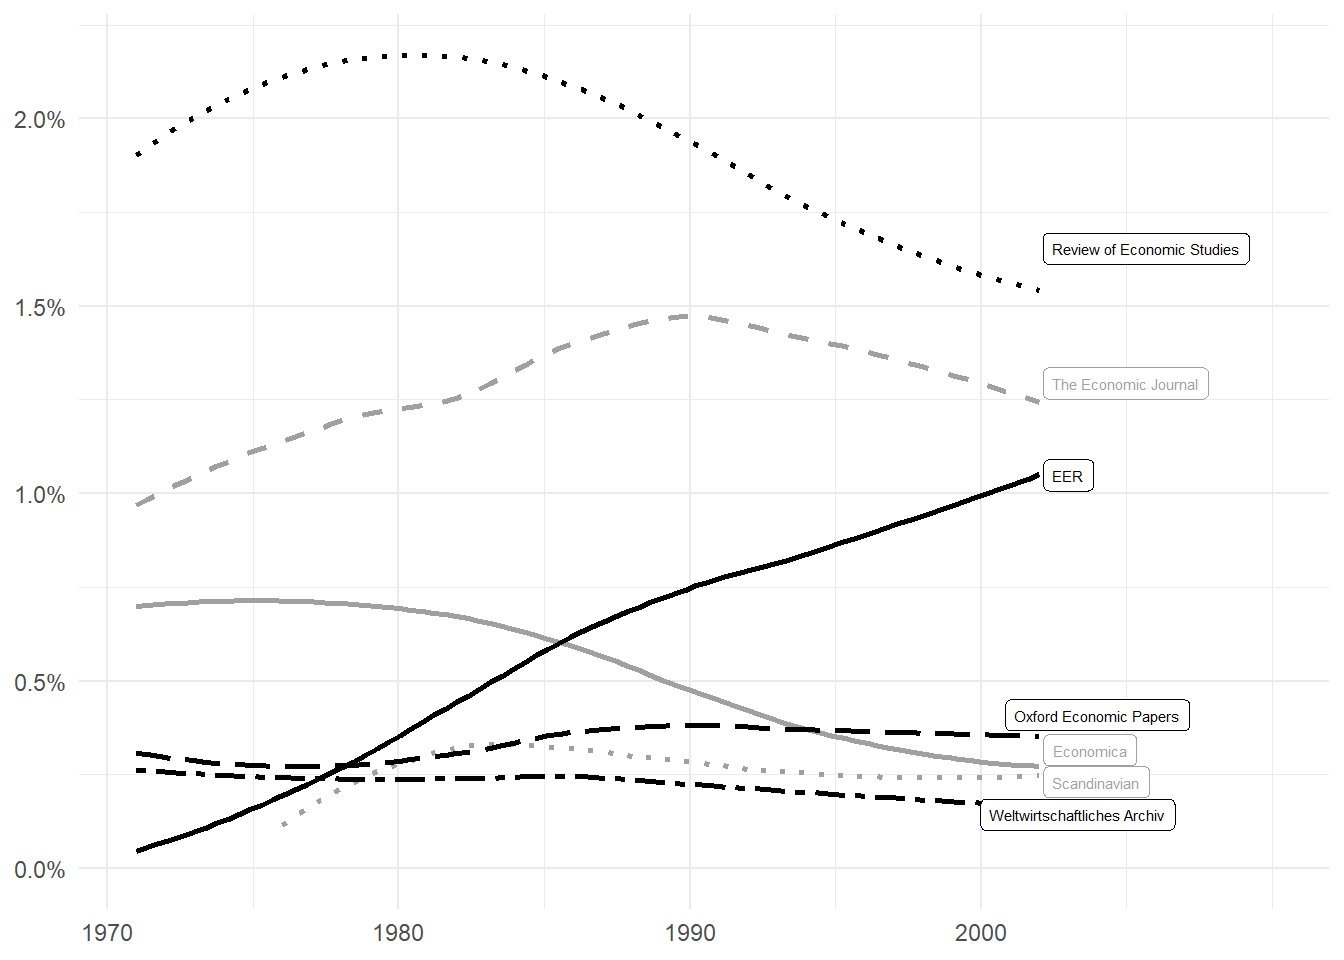 2.0%
Review of Economic Studies
1.5%
The Economic Journal
EER
1.0%
0.5%
Oxford Economic Papers
Economica
Scandinavian
Weltwirtschaftliches Archiv
0.0%
1970
1980
1990
2000